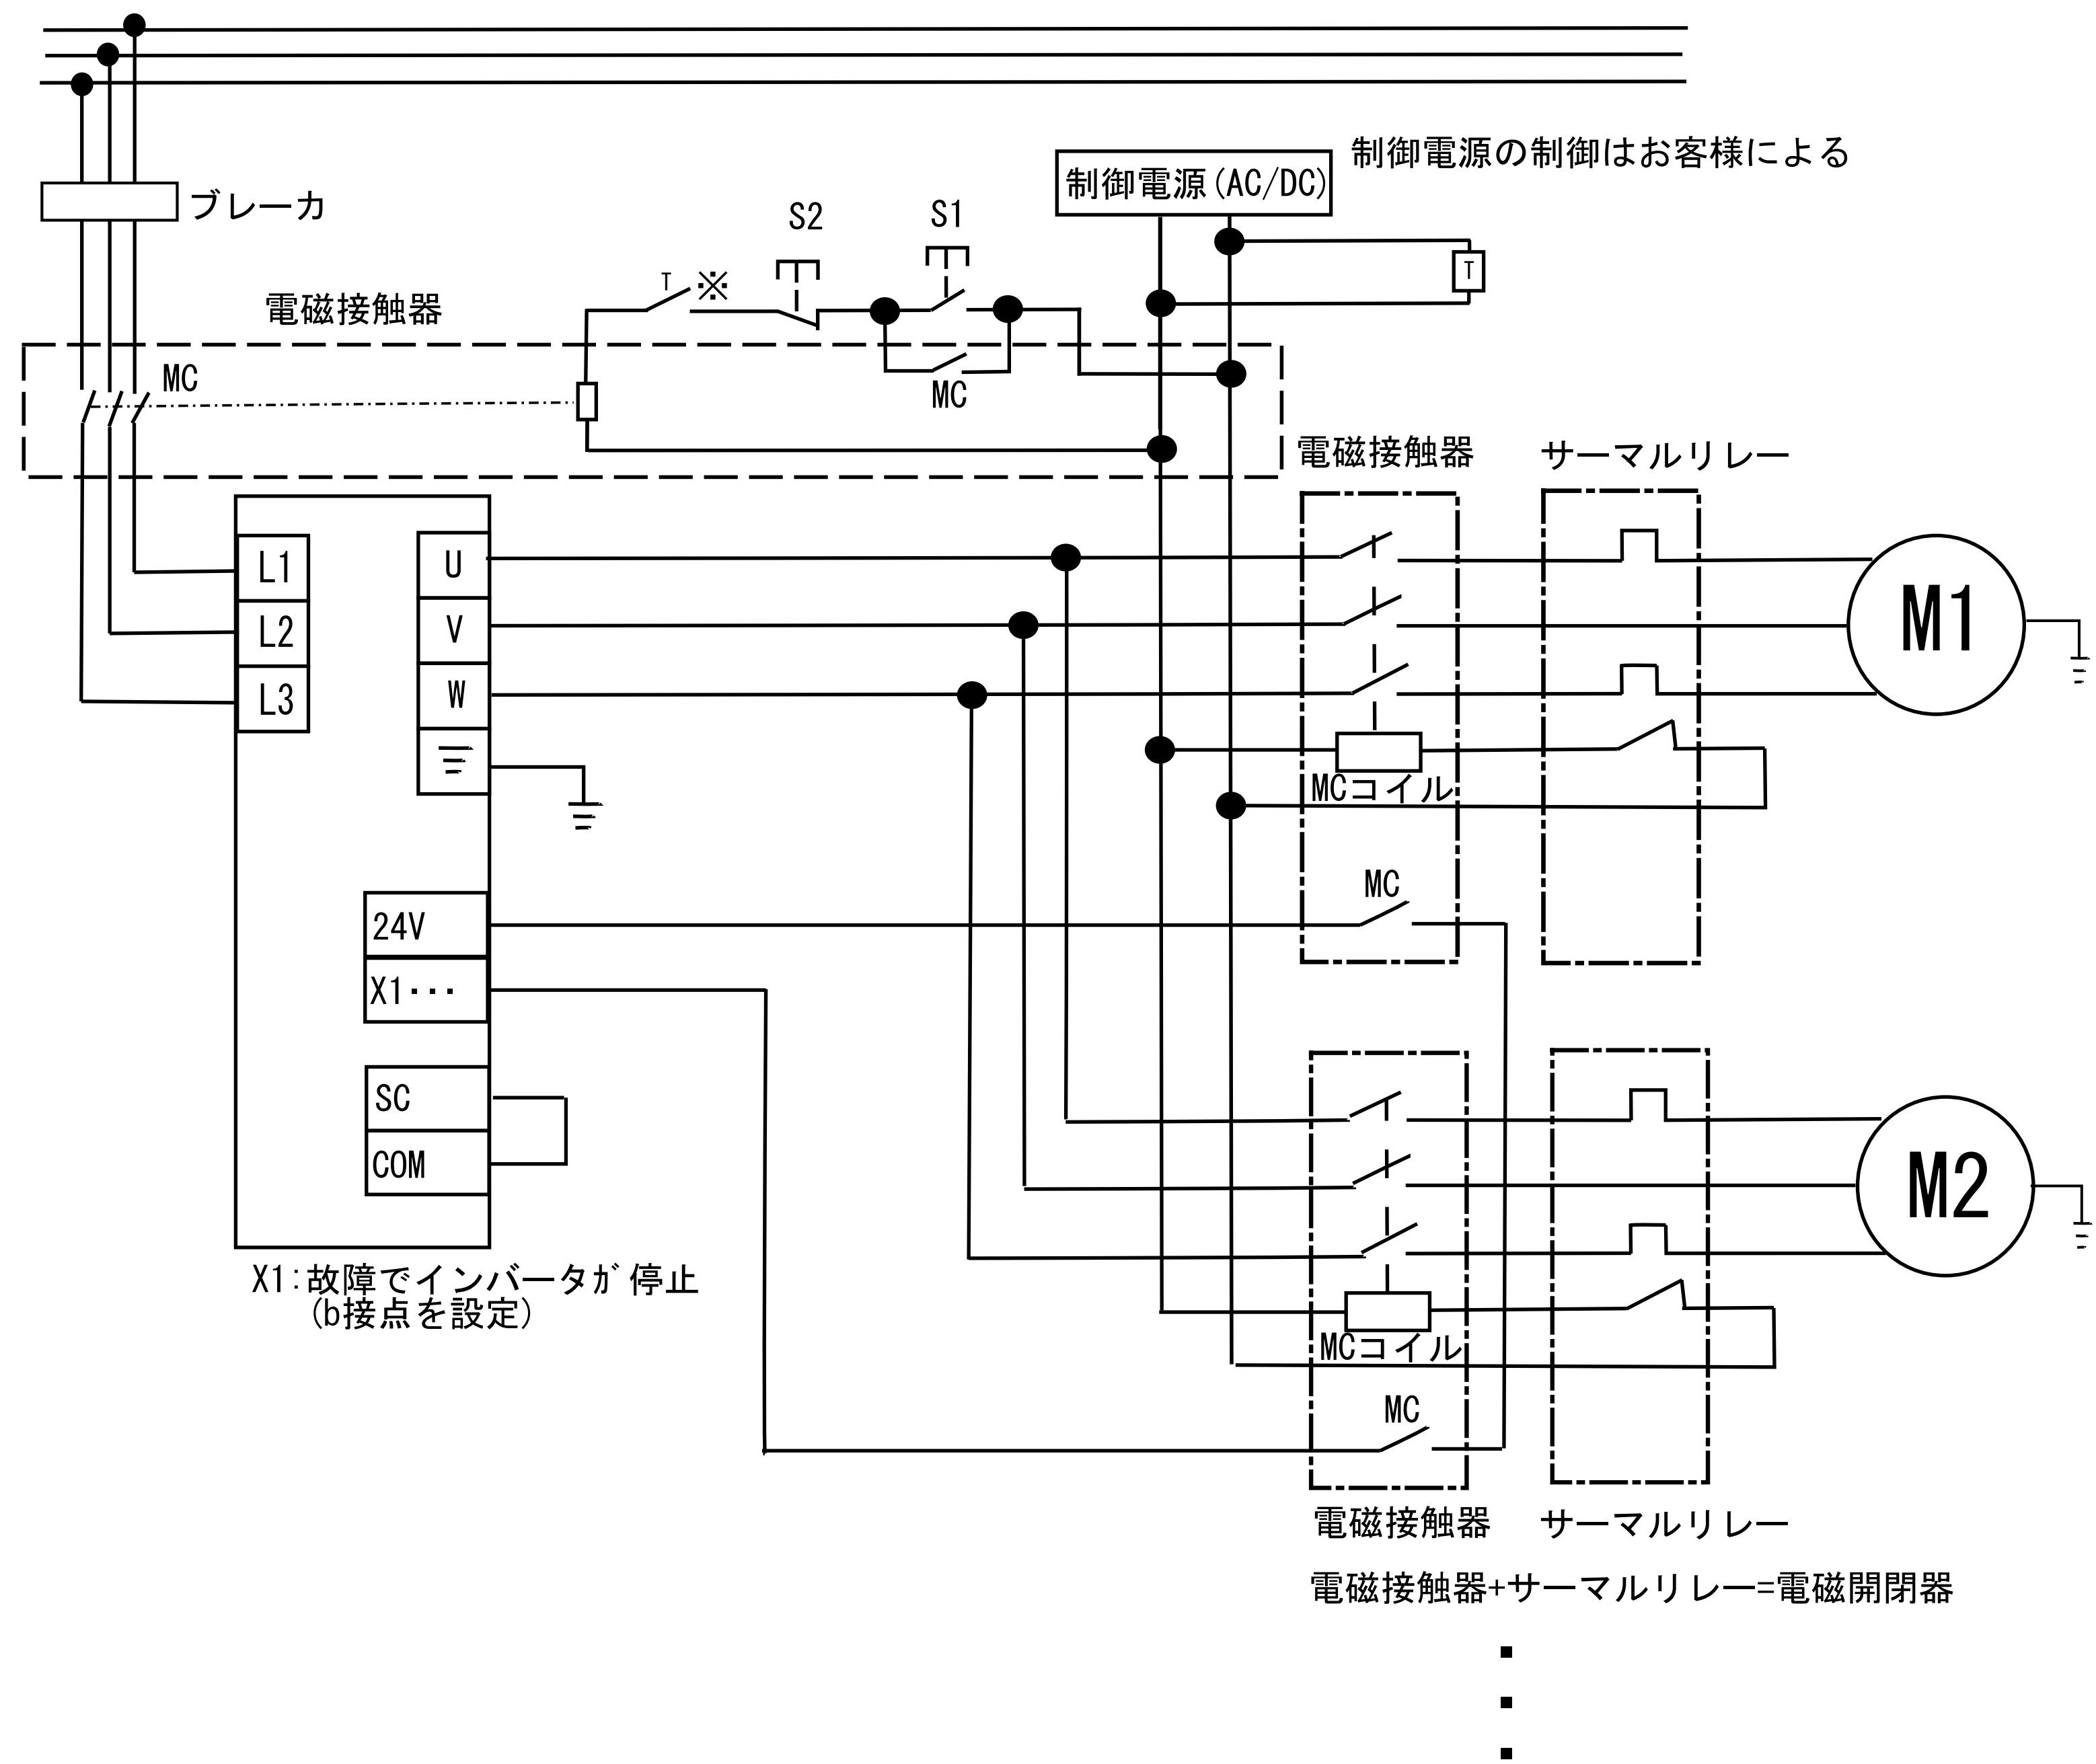 制御電源の制御はお客様による
制御電源(AC/DC)
ブレーカ
S2
S1
T
※
T
電磁接触器
MC
MC
電磁接触器
サーマルリレー
L1
U
L2
V
M1
L3
W
MCコイル
MC
24V
X1・・・
SC
COM
M2
X1:故障でインバータが停止
(b接点を設定)
MCコイル
MC
電磁接触器
サーマルリレー
電磁接触器+サーマルリレー=電磁開閉器